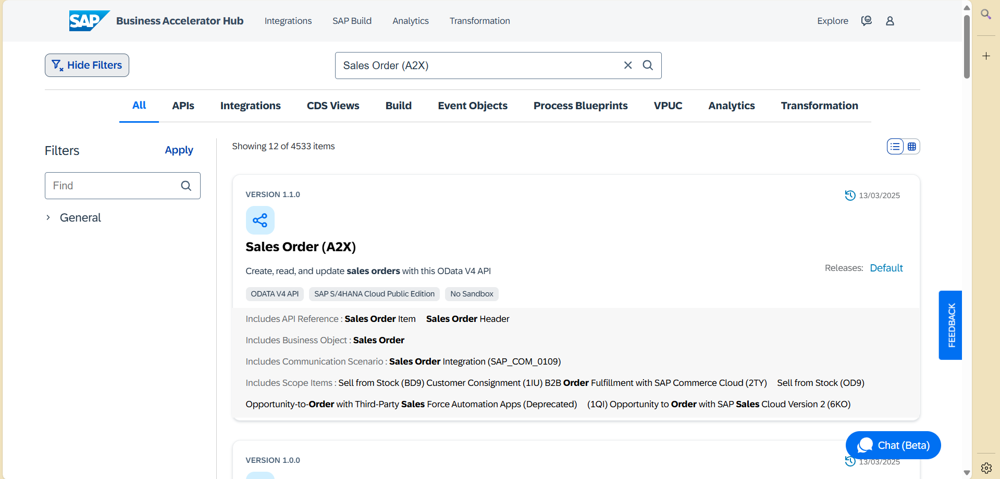 SAP Business Accelerator Hub Integrations SAP Build Analytics Transformation Explore
Hide Filters Sales Order (A2X)
All APIs Integrations CDS Views Build Event Objects Process Blueprints VPUC Analytics Transformation
Filters Apply
Find
General
Showing 12 of 4533 items
VERSION 1.1.0 13/03/2025
Sales Order (A2X)
Create, read, and update sales orders with this OData V4 API
Releases: Default
ODATA V4 API SAP S/4HANA Cloud Public Edition No Sandbox
Includes API Reference : Sales Order Item Sales Order Header
Includes Business Object : Sales Order
Includes Communication Scenario : Sales Order Integration (SAP_COM_0109)
Includes Scope Items : Sell from Stock (BD9) Customer Consignment (1IU) B2B Order Fulfillment with SAP Commerce Cloud (2TY) Sell from Stock (OD9)
Opportunity-to-Order with Third-Party Sales Force Automation Apps (Deprecated) (1QI) Opportunity to Order with SAP Sales Cloud Version 2 (6KO)
FEEDBACK
Chat (Beta)
VERSION 1.0.0 13/03/2025